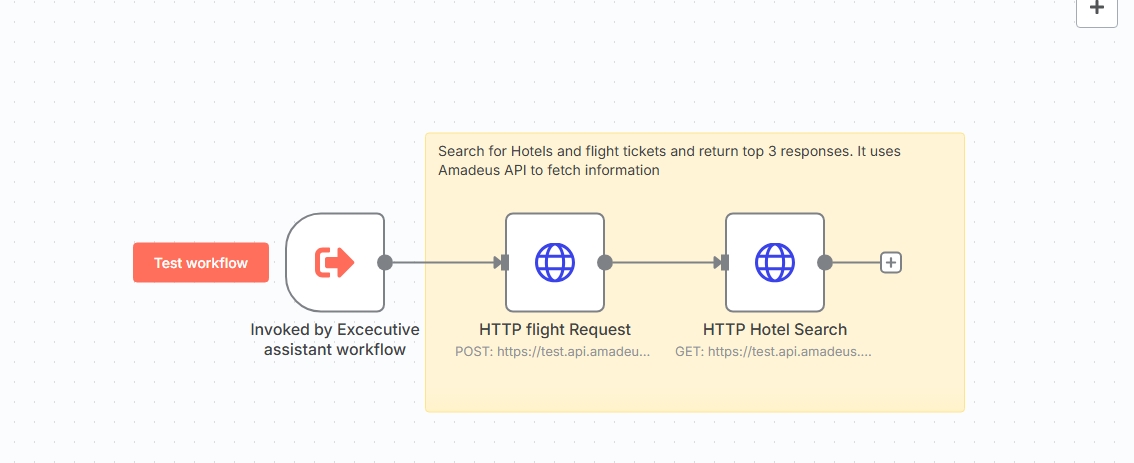 Search for Hotels and flight tickets and return top 3 responses. It uses
Amadeus API to fetch information
Test workflow
Invoked by Excecutive
assistant workflow
HTTP flight Request
POST: https://test.api.amadeu...
HTTP Hotel Search
GET: https://test.api.amadeus....